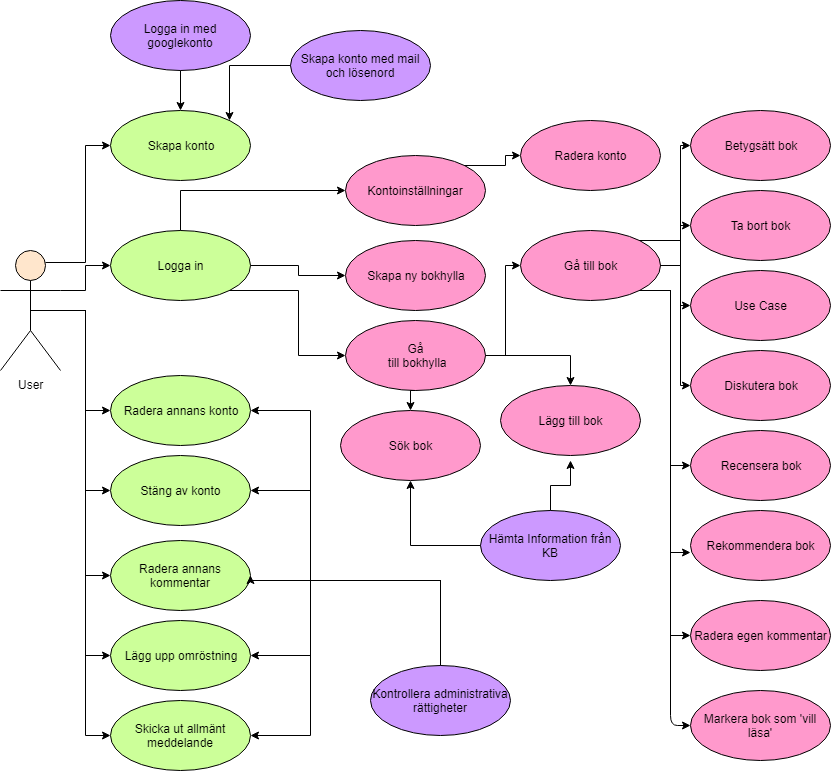 Logga in med
googlekonto
Skapa konto med mail
och lösenord
Skapa konto
Betygsätt bok
Radera konto
Kontoinställningar
Ta bort bok
Logga in
Gå till bok
Skapa ny bokhylla
Use Case
Gå
till bokhylla
User
Diskutera bok
Radera annans konto
Lägg till bok
Sök bok
Recensera bok
Stäng av konto
Hämta Information från
KB
Rekommendera bok
Radera annans
kommentar
Radera egen kommentar
Lägg upp omröstning
Kontrollera administrativa
rättigheter
Skicka ut allmänt
meddelande
Markera bok som 'vill
läsa'